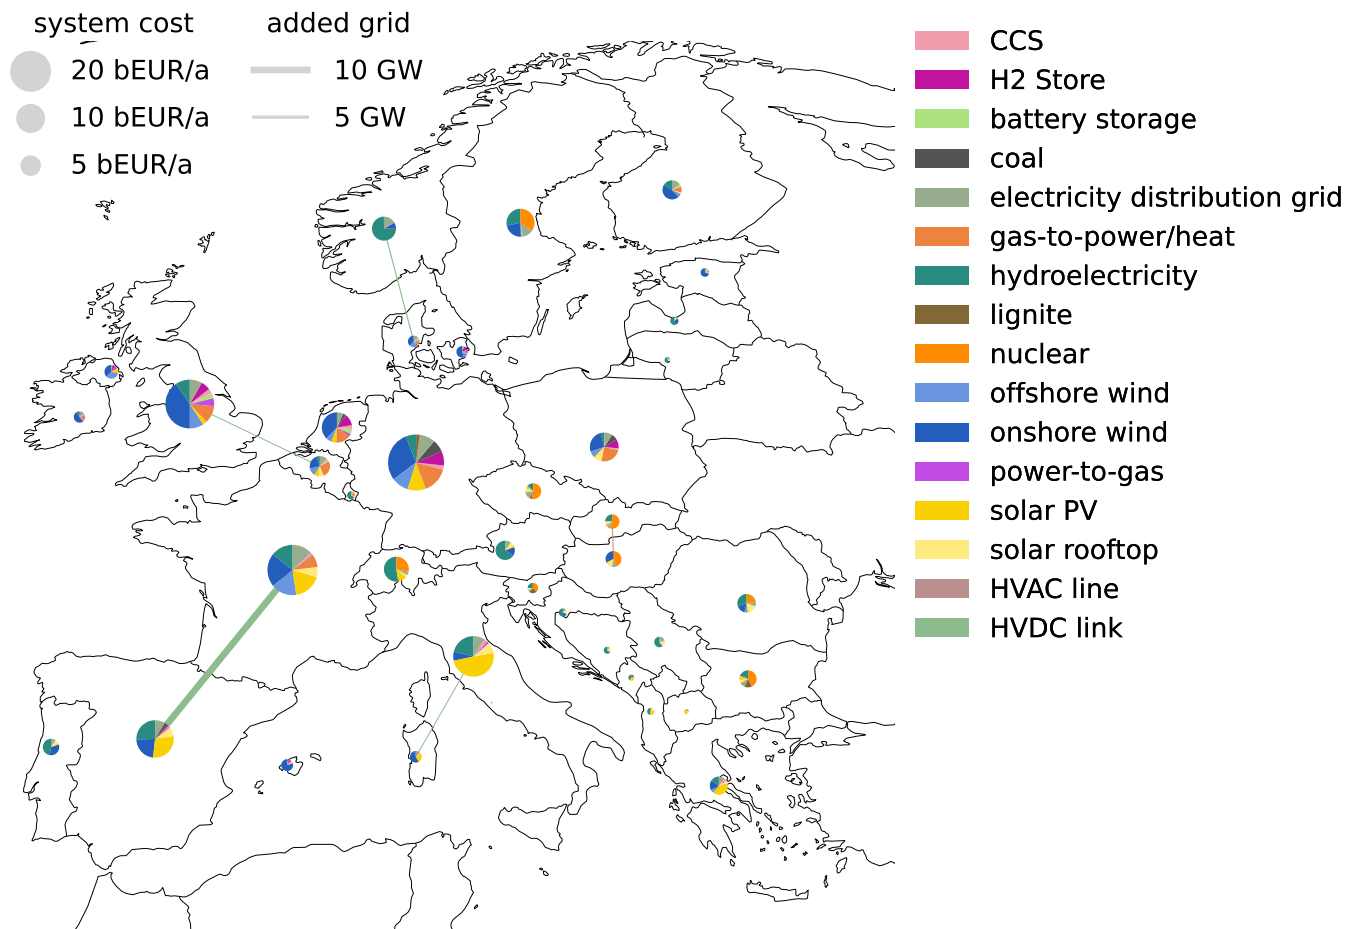 system cost
20 bEUR/a
10 bEUR/a
5 bEUR/a
added grid
10 GW
5 GW
CCS
H2 Store
battery storage
coal
electricity distribution grid
gas-to-power/heat
hydroelectricity
lignite
nuclear
offshore wind
onshore wind
power-to-gas
solar PV
solar rooftop
HVAC line
HVDC link